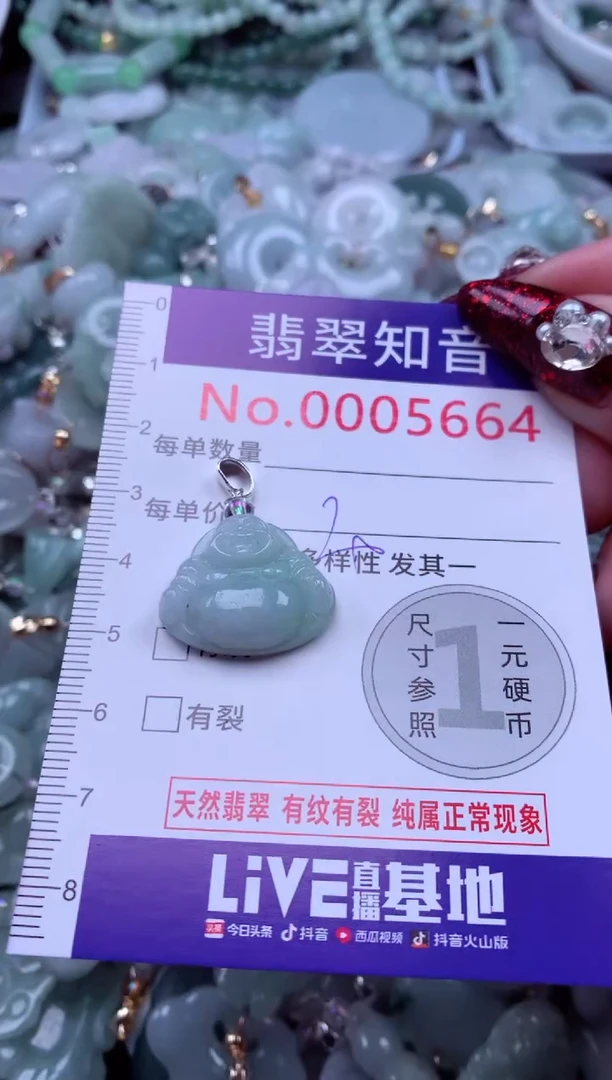 0
翡翠知音
1
No.0005664
2
每单数量
3
每单价
4
多样性 发其一
尺寸参照
1
一元硬币
5
6
有裂
7
天然翡翠 有纹有裂 纯属正常现象
8
LiVE直播基地
头条 今日头条 抖音 西瓜视频 抖音火山版